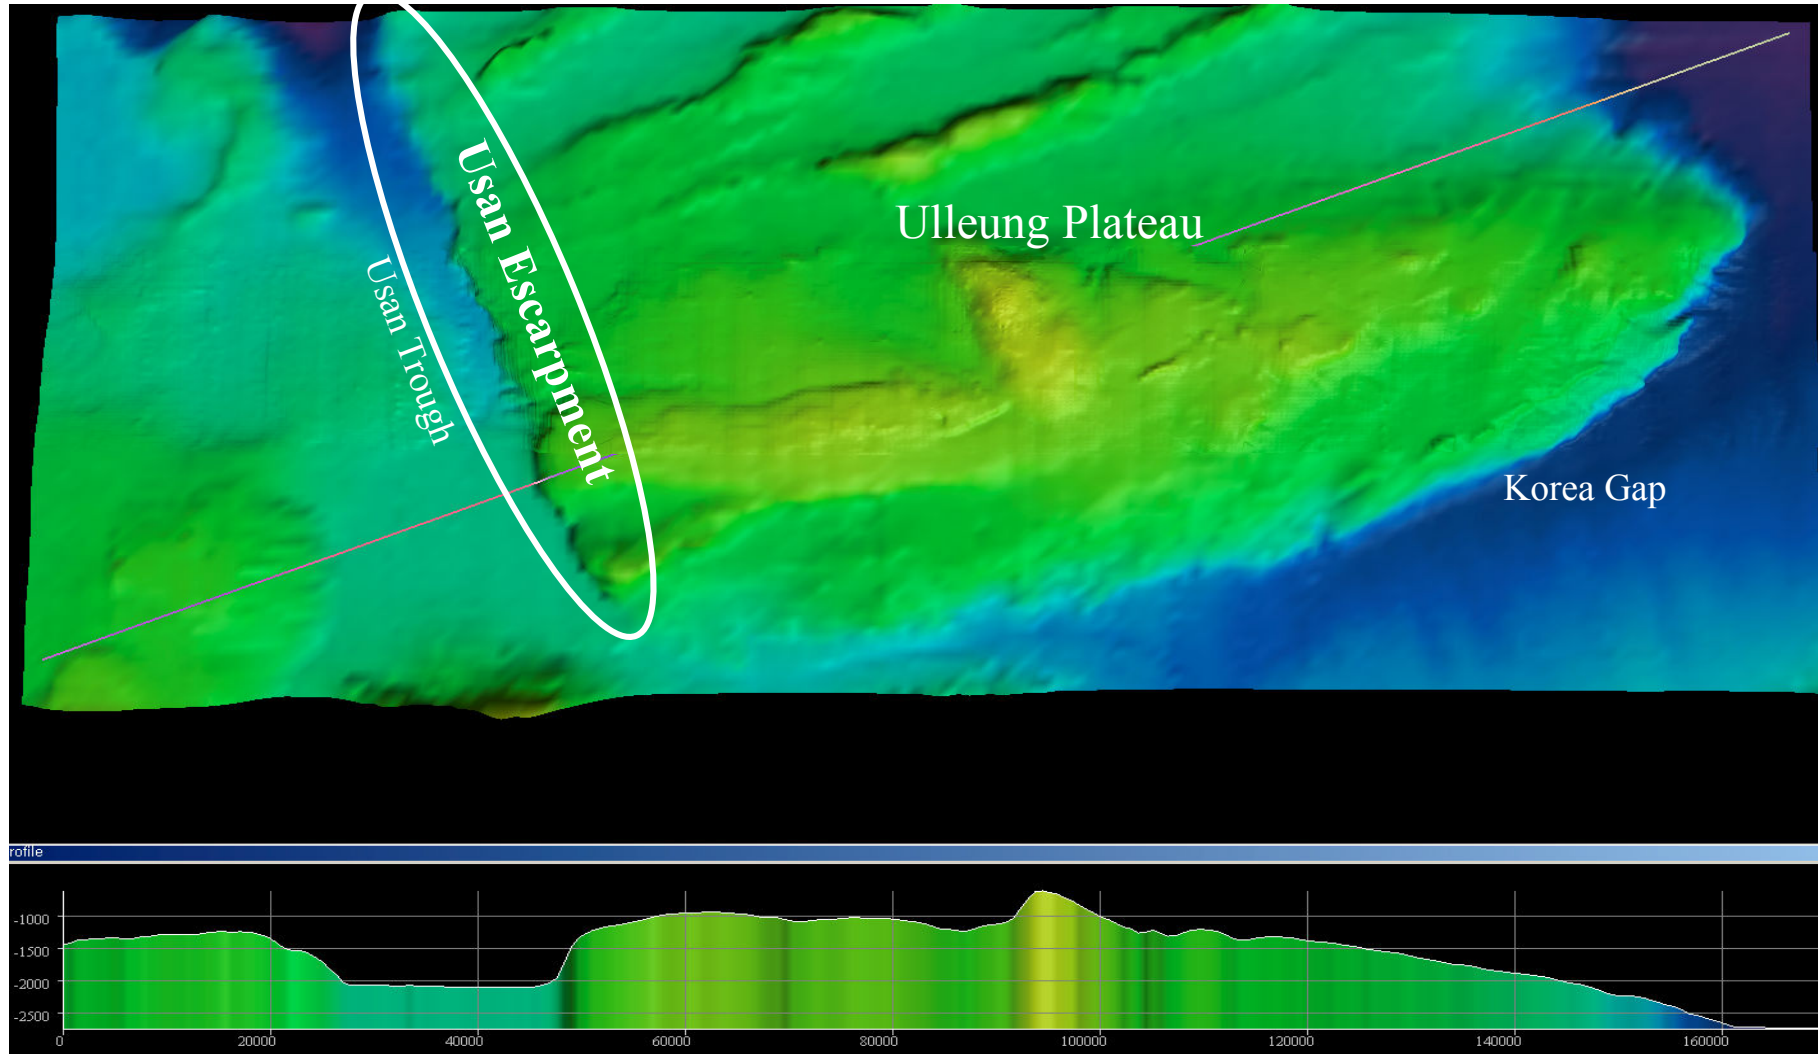 Usan Escarpment
Ulleung Plateau
Usan Trough
Korea Gap
rofile
-1000
-1500
-2000
-2500
0 20000 40000 60000 80000 100000 120000 140000 160000